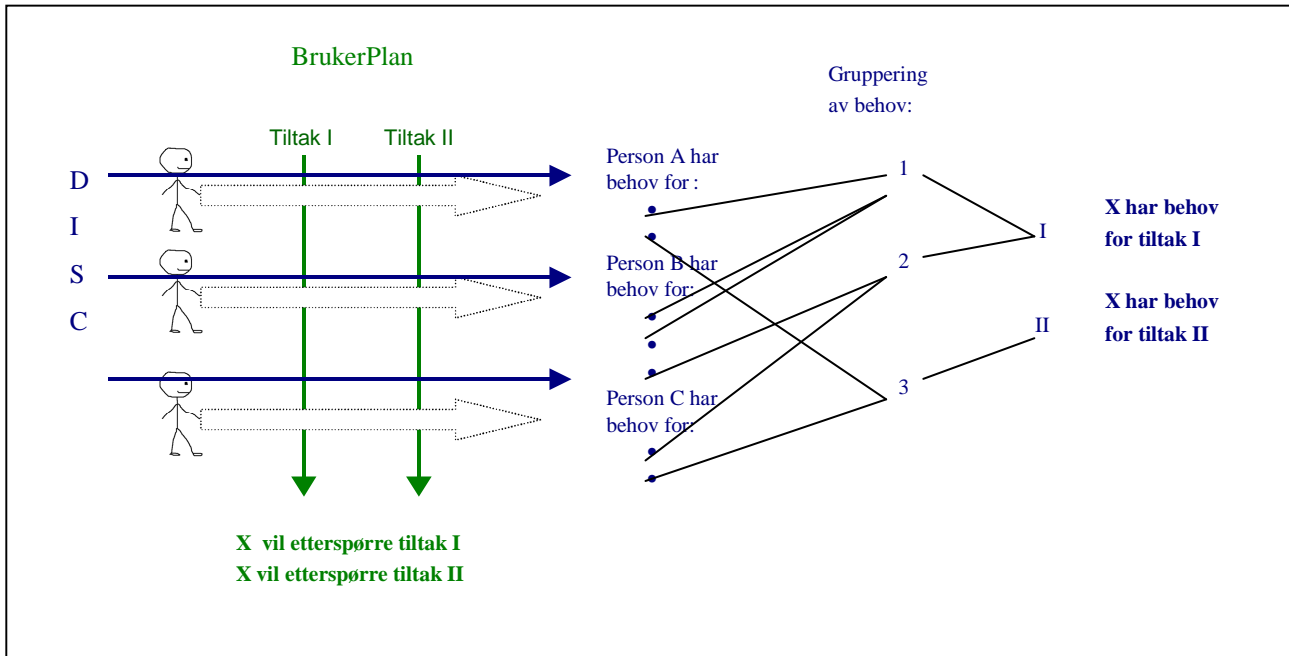 BrukerPlan
Gruppering
av behov:
Tiltak I
Tiltak II
D
I
S
C
Person A har
behov for :
Person B har
behov for:
Person C har
behov for:
1
2
3
I
II
X har behov
for tiltak I
X har behov
for tiltak II
X vil etterspørre tiltak I
X vil etterspørre tiltak II